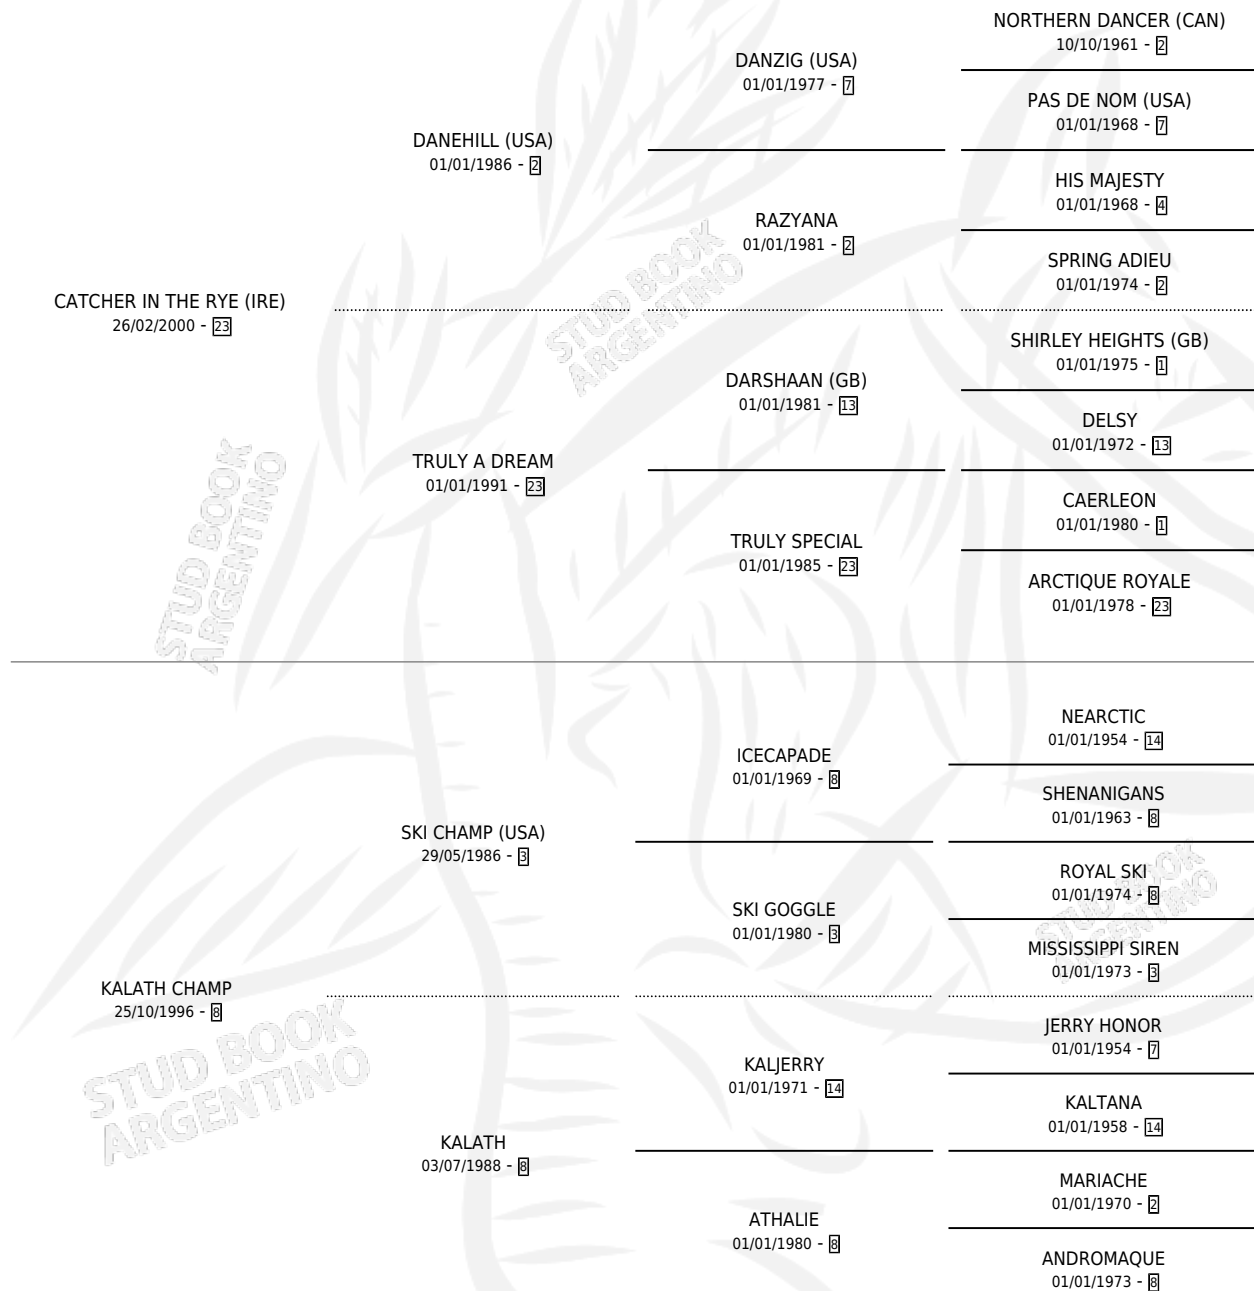 NORTHERN DANCER (CAN)
10/10/1961 - 2
DANZIG (USA)
01/01/1977 - 7
PAS DE NOM (USA)
01/01/1968 - 7
DANEHILL (USA)
01/01/1986 - 2
HIS MAJESTY
01/01/1968 - 4
RAZYANA
01/01/1981 - 2
SPRING ADIEU
01/01/1974 - 2
CATCHER IN THE RYE (IRE)
26/02/2000 - 23
SHIRLEY HEIGHTS (GB)
01/01/1975 - 1
DARSHAAN (GB)
01/01/1981 - 13
DELSY
01/01/1972 - 13
TRULY A DREAM
01/01/1991 - 23
CAERLEON
01/01/1980 - 1
TRULY SPECIAL
01/01/1985 - 23
ARCTIQUE ROYALE
01/01/1978 - 23
STUD BOOK
ARGENTINO
STUD BOOK
ARGENTINO
NEARCTIC
01/01/1954 - 14
ICECAPADE
01/01/1969 - 8
SHENANIGANS
01/01/1963 - 8
SKI CHAMP (USA)
29/05/1986 - 3
ROYAL SKI
01/01/1974 - 8
SKI GOGGLE
01/01/1980 - 3
MISSISSIPPI SIREN
01/01/1973 - 3
KALATH CHAMP
25/10/1996 - 8
JERRY HONOR
01/01/1954 - 7
KALJERRY
01/01/1971 - 14
KALTANA
01/01/1958 - 14
KALATH
03/07/1988 - 8
MARIACHE
01/01/1970 - 2
ATHALIE
01/01/1980 - 8
ANDROMAQUE
01/01/1973 - 8
STUD BOOK
ARGENTINO
STUD BOOK
ARGENTINO